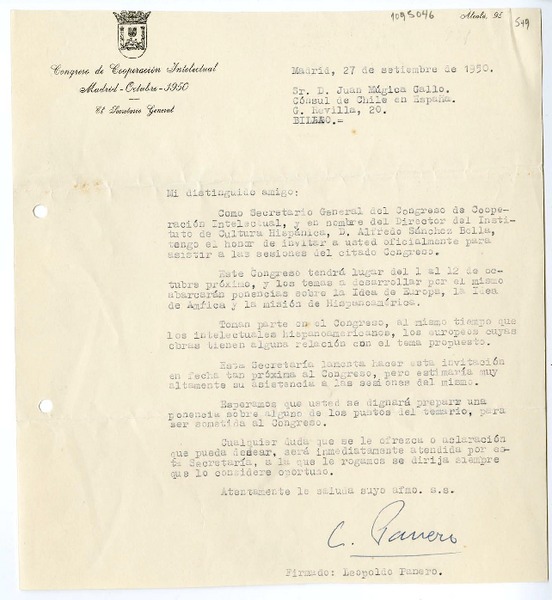 1095046
Alcalá, 95
549
Congreso de Cooperación Intelectual
Madrid-Octubre-1950
El Secretario General
Madrid, 27 de setiembre de 1950.
Sr. D. Juan Mágica Gallo.
Cónsul de Chile en España.
G. Revilla, 20.
BILBAO.=
Mi distinguido amigo:
Como Secretario General del Congreso de Coope-
ración Intelectual, y en nombre del Director del Insti-
tuto de Cultura Hispánica, D. Alfredo Sánchez Bella,
tengo el honor de invitar a usted oficialmente para
asistir a las sesiones del citado Congreso.
Este Congreso tendrá lugar del 1 al 12 de oc-
tubre próximo, y los temas a desarrollar por el mismo
abarcarán ponencias sobre la Idea de Europa, la Idea
de Amfica y la misión de Hispanoamérica.
Toman parte en el Congreso, al mismo tiempo que
los intelectuales hispanoamericanos, los europeos cuyas
obras tienen alguna relación con el tema propuesto.
Esta Secretaría lamenta hacer esta invitación
en fecha tan próxima al Congreso, pero estimaría muy
altamente su asistencia a las sesiones del mismo.
Esperamos que usted se dignará preparar una
ponencia sobre alguno de los puntos del temario, para
ser sometida al Congreso.
Cualquier duda que se le ofrezca o aclaración
que pueda desear, será inmediatamente atendida por es-
ta Secretaría, a la que le rogamos se dirija siempre
que lo considere oportuno.
Atentamente le saluda suyo afmo. s.s.
L. Panero
Firmado: Leopoldo Panero.